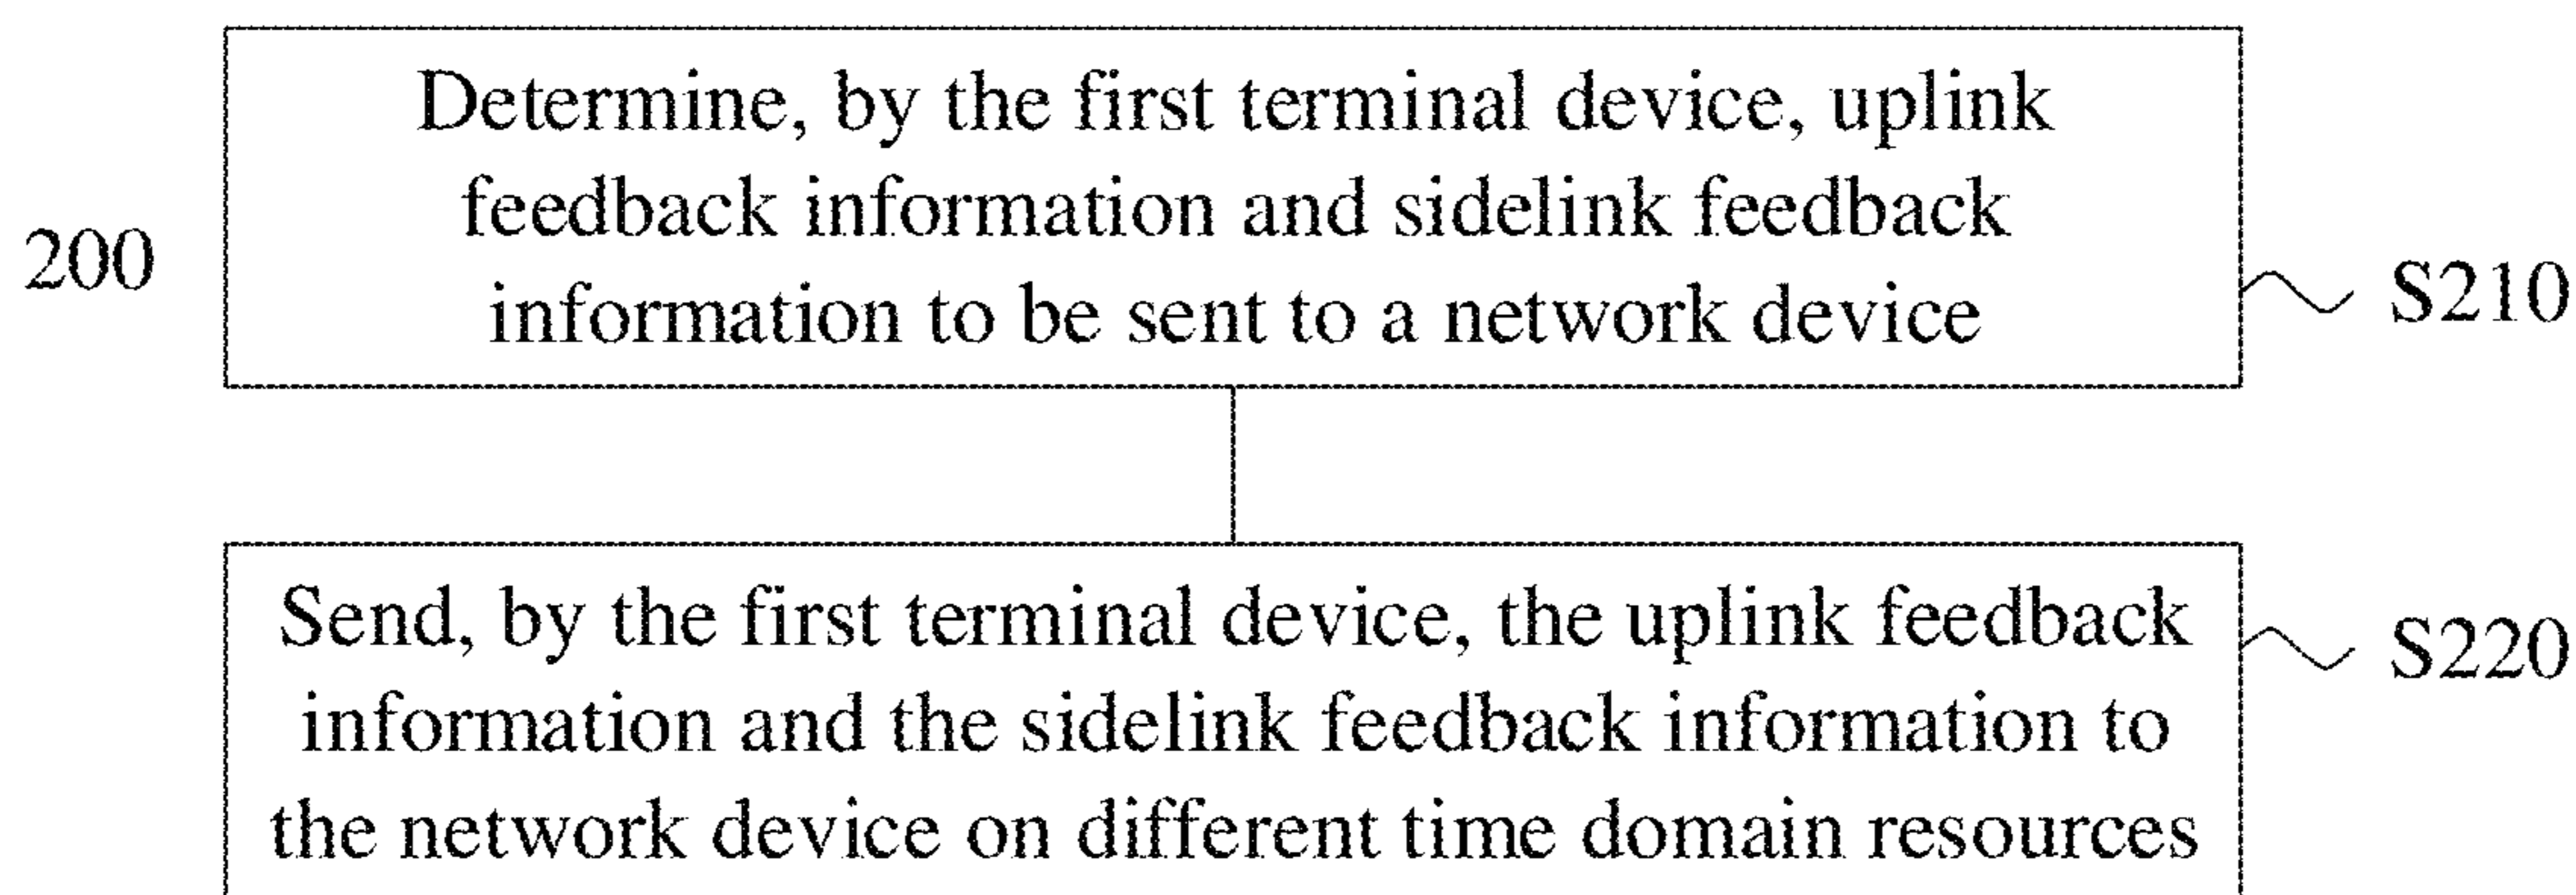 Determine, by the first terminal device, uplink
feedback information and sidelink feedback
information to be sent to a network device
200
S210
Send, by the first terminal device, the uplink feedback
information and the sidelink feedback information to
the network device on different time domain resources
S220